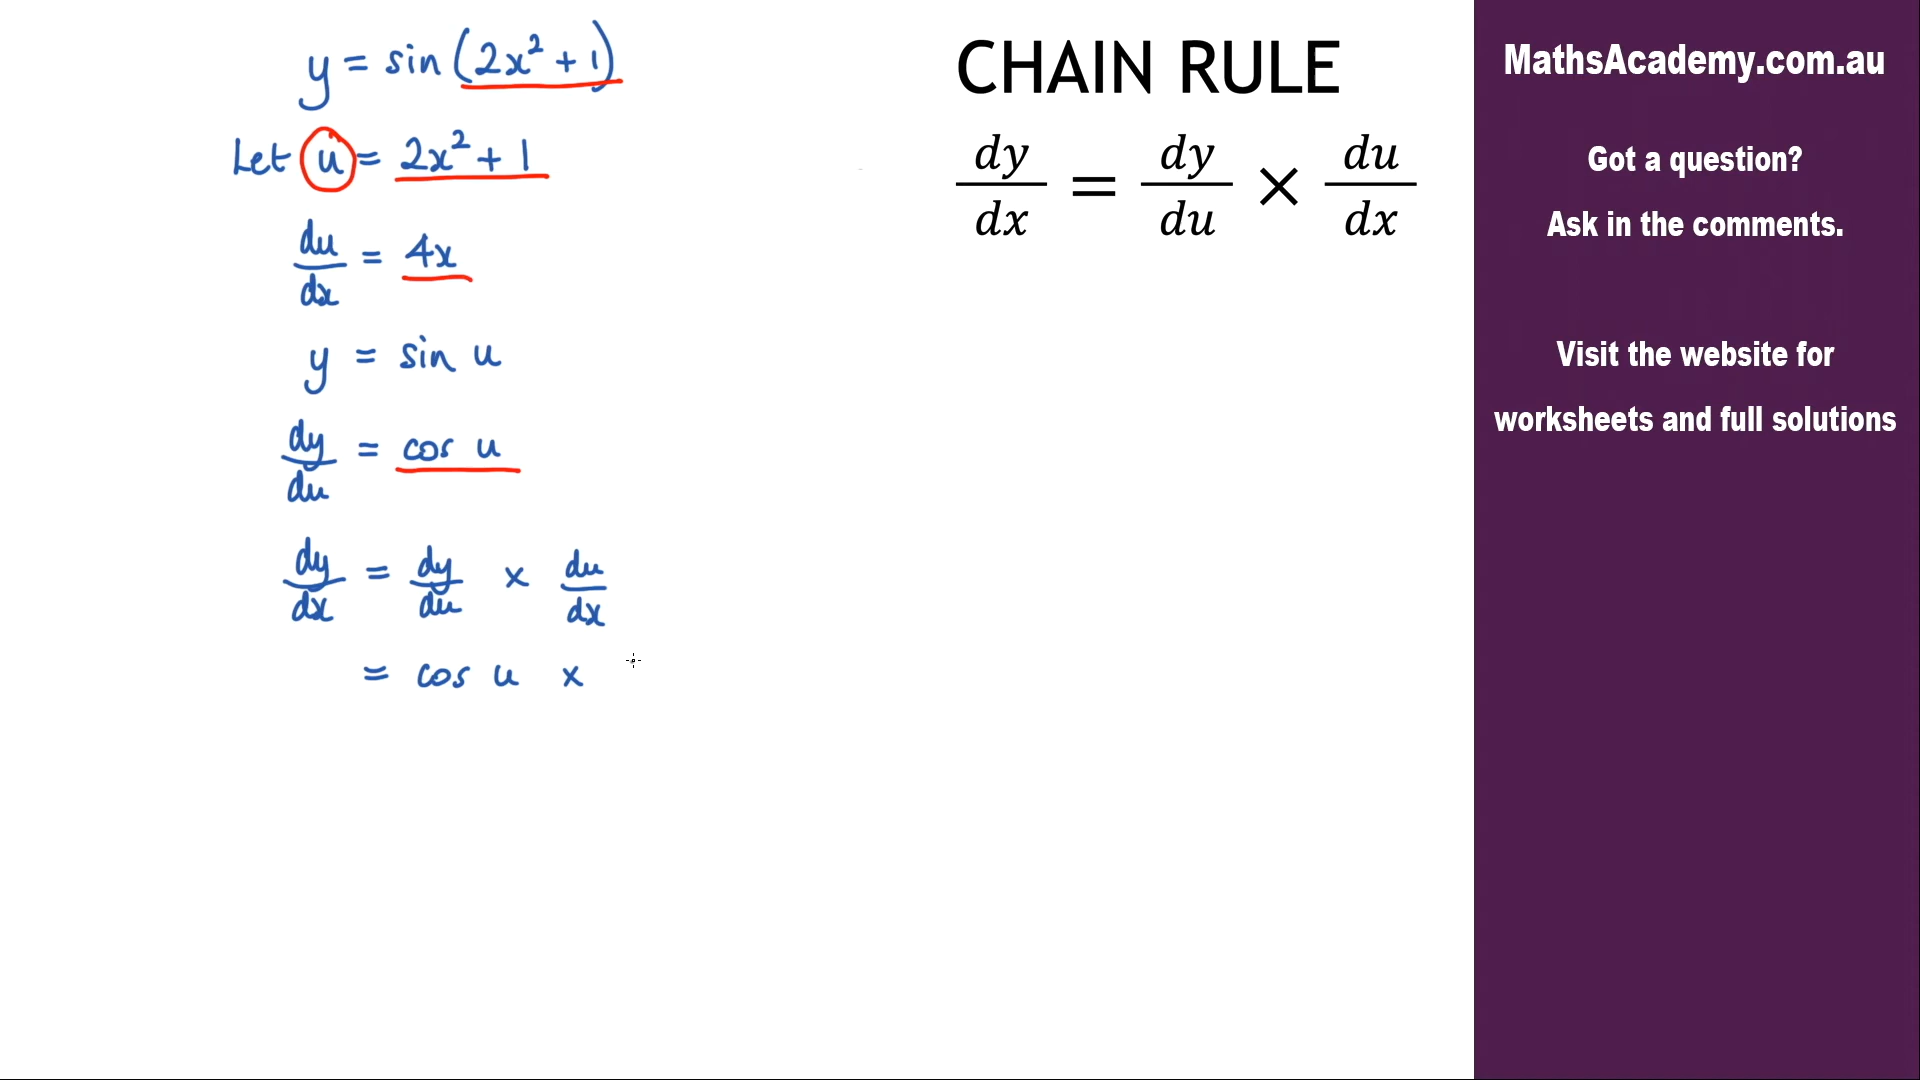 y = sin (2x² + 1)
Let u = 2x² + 1
du/dx = 4x
y = sin u
dy/du = cos u
dy/dx = dy/du × du/dx
= cos u ×
CHAIN RULE
dy/dx = dy/du × du/dx
MathsAcademy.com.au
Got a question?
Ask in the comments.
Visit the website for
worksheets and full solutions